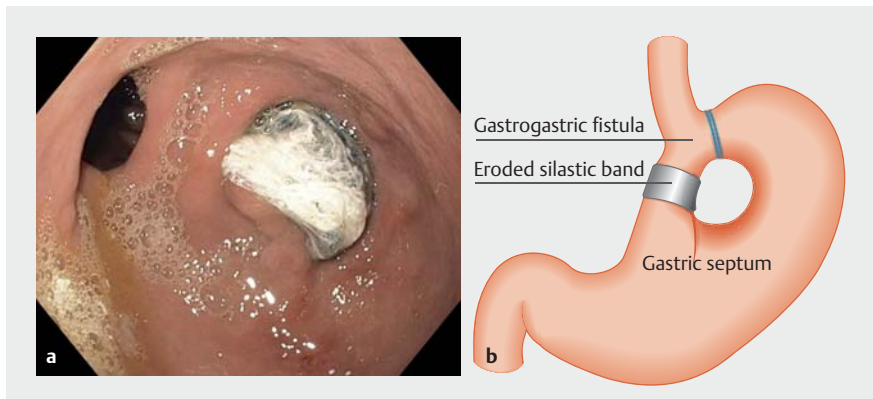 Gastrogastric fistula
Eroded silastic band
Gastric septum
a
b